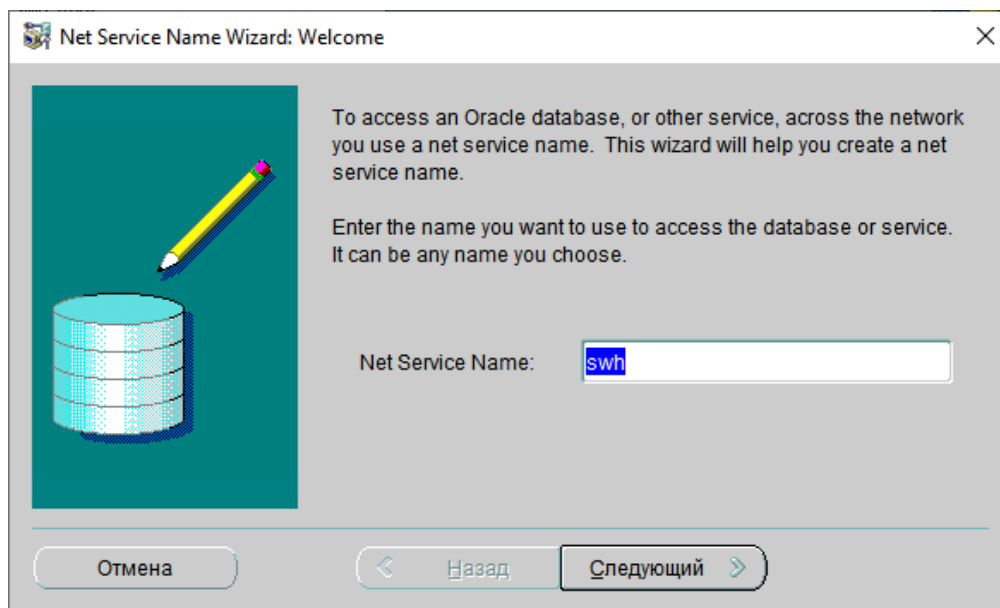 Net Service Name Wizard: Welcome
To access an Oracle database, or other service, across the network
you use a net service name. This wizard will help you create a net
service name.
Enter the name you want to use to access the database or service.
It can be any name you choose.
Net Service Name: swh
Отмена Назад Следующий